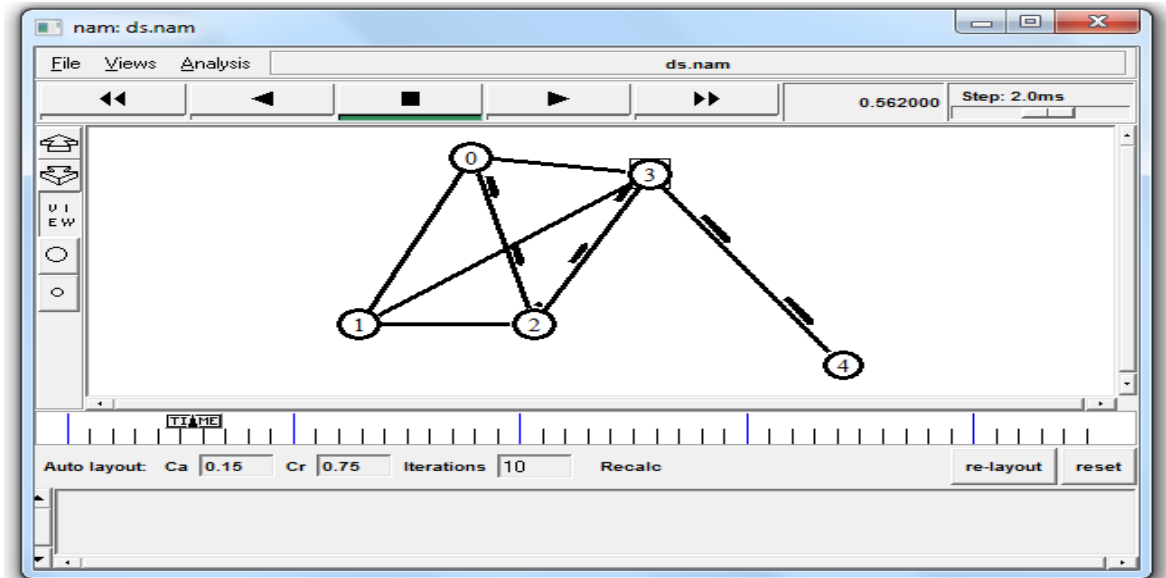 nam: ds.nam
File Views Analysis ds.nam
0.562000 Step: 2.0ms
V I
E W
0
3
1
2
4
TIME
Auto layout: Ca 0.15 Cr 0.75 Iterations 10 Recalc re-layout reset